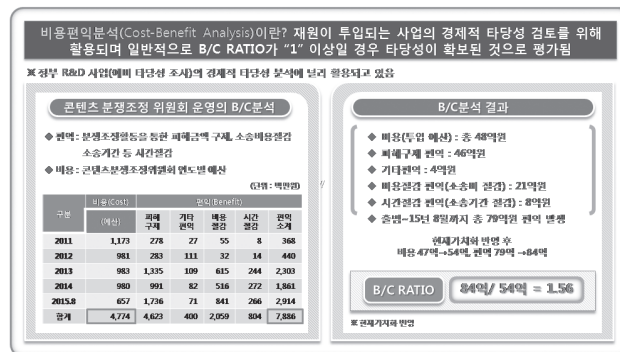 비용편익분석(Cost-Benefit Analysis)이란? 재원이 투입되는 사업의 경제적 타당성 검토를 위해
활용되며 일반적으로 B/C RATIO가 “1” 이상일 경우 타당성이 확보된 것으로 평가됨
※ 정부 R&D 사업(예비 타당성 조사)의 경제적 타당성 분석에 널리 활용되고 있음
콘텐츠 분쟁조정 위원회 운영의 B/C분석
◆ 편익 : 분쟁조정활동을 통한 피해금액 구제, 소송비용절감
소송기간 등 시간절감
◆ 비용 : 콘텐츠분쟁조정위원회 연도별 예산
(단위 : 백만원)
구분 비용(Cost) 편익(Benefit)
(예산) 피해 구제 기타 편익 비용 절감 시간 절감 편익 소계
2011 1,173 278 27 55 8 368
2012 981 283 111 32 14 440
2013 983 1,335 109 615 244 2,303
2014 980 991 82 516 272 1,861
2015.8 657 1,736 71 841 266 2,914
합계 4,774 4,623 400 2,059 804 7,886
B/C분석 결과
◆ 비용(투입 예산) : 총 48억원
◆ 피해구제 편익 : 46억원
◆ 기타편익 : 4억원
◆ 비용절감 편익(소송비 절감) : 21억원
◆ 시간절감 편익(소송기간 절감) : 8억원
◆ 출범~15년 8월까지 총 79억원 편익 발생
현재가치화 반영 후
비용 47억→54억, 편익 79억→84억
B/C RATIO 84억/ 54억 = 1.56
※ 현재가치화 반영